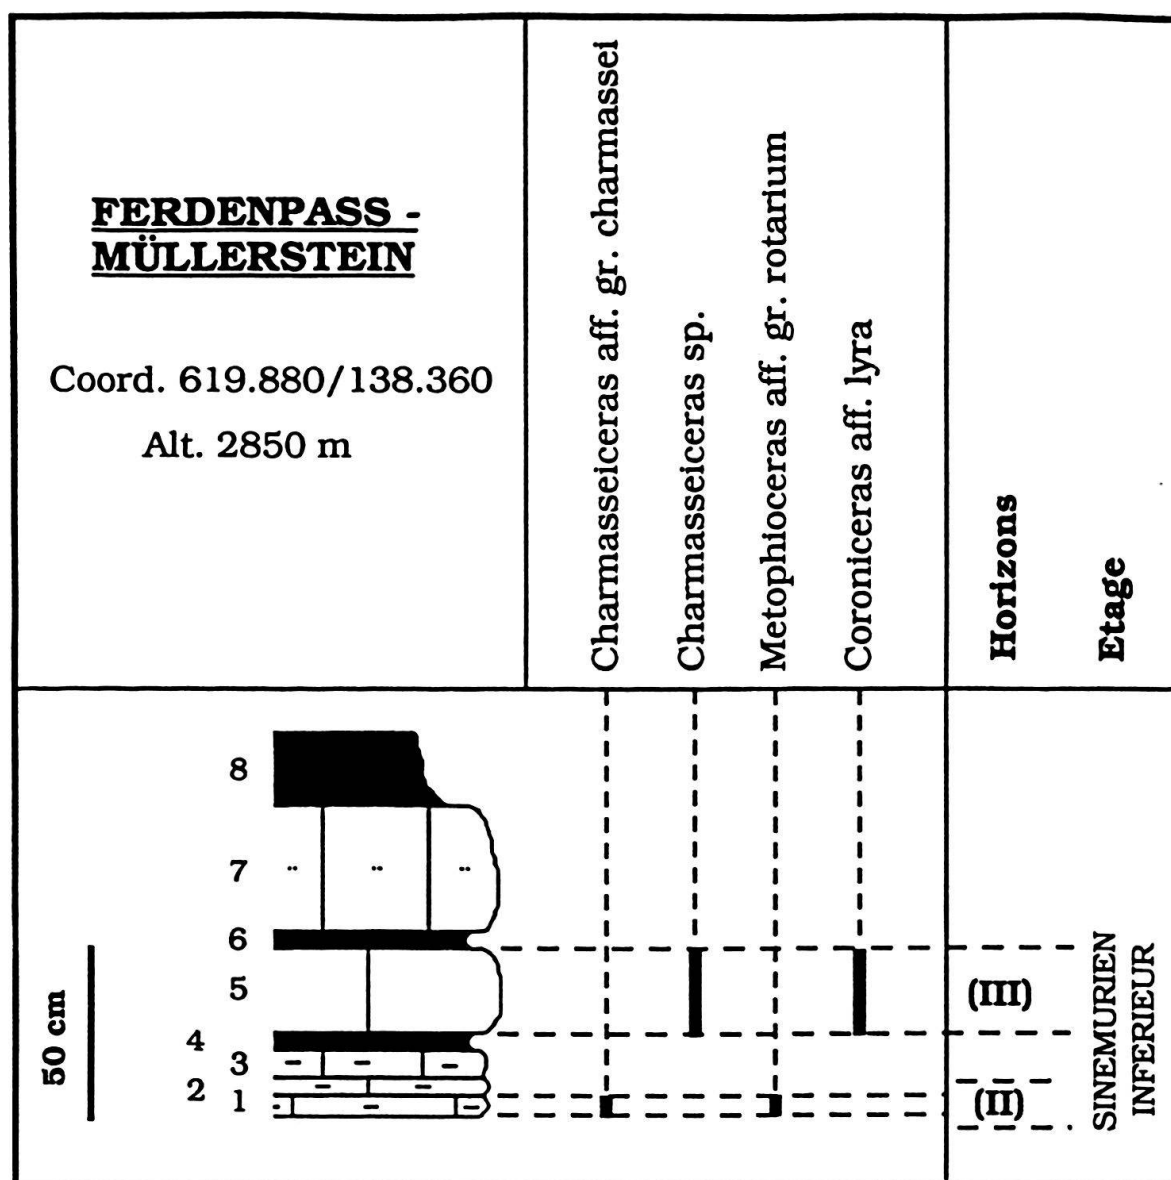 FERDENPASS -
MÜLLERSTEIN
Coord. 619.880/138.360
Alt. 2850 m
Charmasseiceras aff. gr. charmassei
Charmasseiceras sp.
Metophioceras aff. gr. rotarium
Coroniceras aff. lyra
Horizons
Etage
8
7
6
5
4
3
2
1
50 cm
(III)
(II)
SINEMURIEN
INFERIEUR